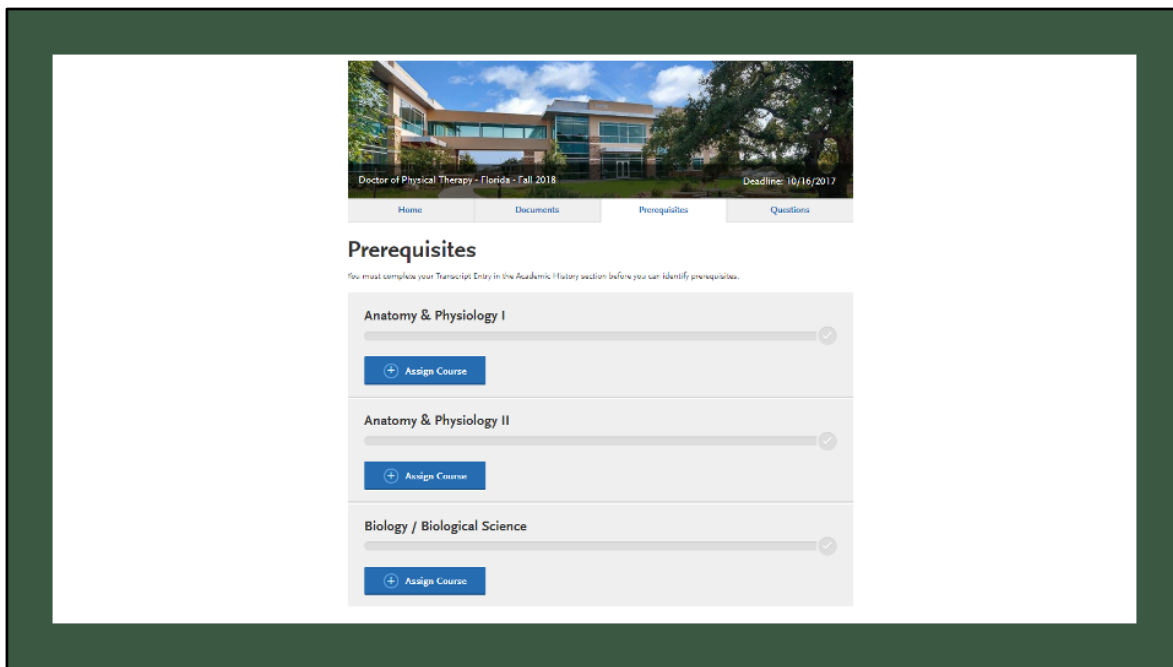 Doctor of Physical Therapy - Florida - Fall 2018
Deadline: 10/16/2017
Home
Documents
Prerequisites
Questions
Prerequisites
You must complete your Transcript Entry in the Academic History section before you can identify prerequisites.
Anatomy & Physiology I
Assign Course
Anatomy & Physiology II
Assign Course
Biology / Biological Science
Assign Course